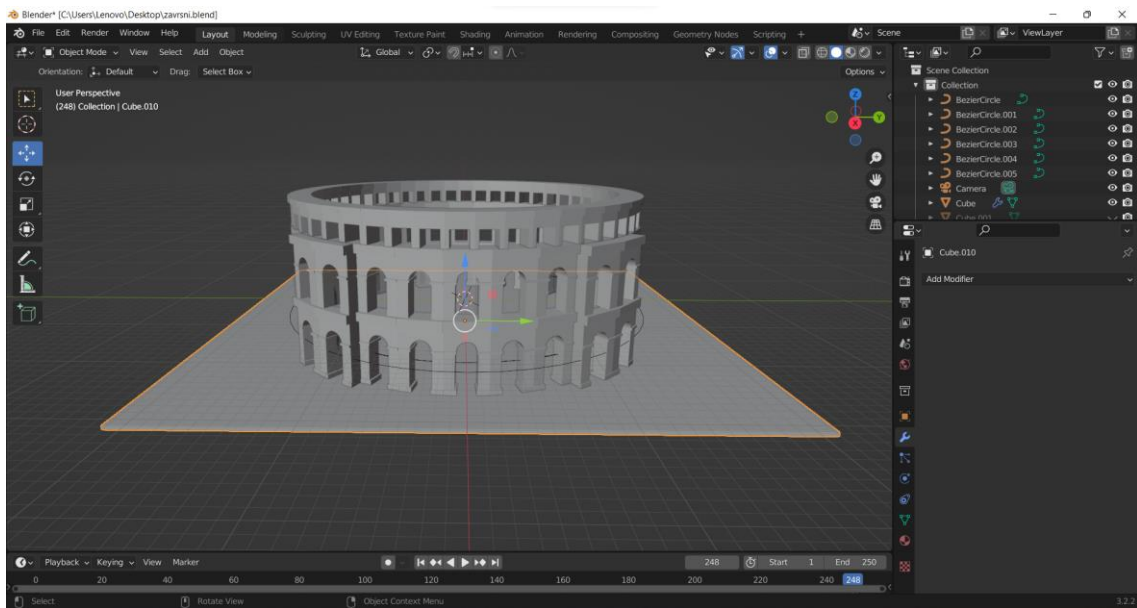 Blender* [C:\Users\Lenovo\Desktop\zavrsni.blend]
File Edit Render Window Help Layout Modeling Sculpting UV Editing Texture Paint Shading Animation Rendering Compositing Geometry Nodes Scripting + Scene ViewLayer
Object Mode View Select Add Object Global
Orientation: Default Drag: Select Box Options
User Perspective
(248) Collection | Cube.010
Z
Y
X
Scene Collection
Collection
BezierCircle
BezierCircle.001
BezierCircle.002
BezierCircle.003
BezierCircle.004
BezierCircle.005
Camera
Cube
Cube.001
Cube.010
Add Modifier
Playback Keying View Marker 248 Start 1 End 250
0 20 40 60 80 100 120 140 160 180 200 220 240 248
Select Rotate View Object Context Menu 3.2.2